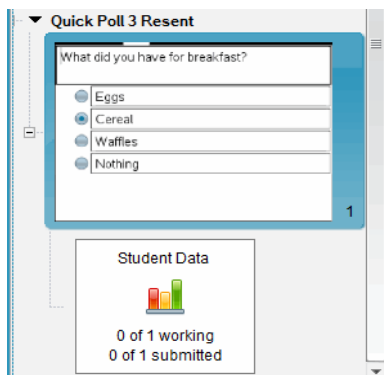 Quick Poll 3 Resent
What did you have for breakfast?
Eggs
Cereal
Waffles
Nothing
1
Student Data
0 of 1 working
0 of 1 submitted